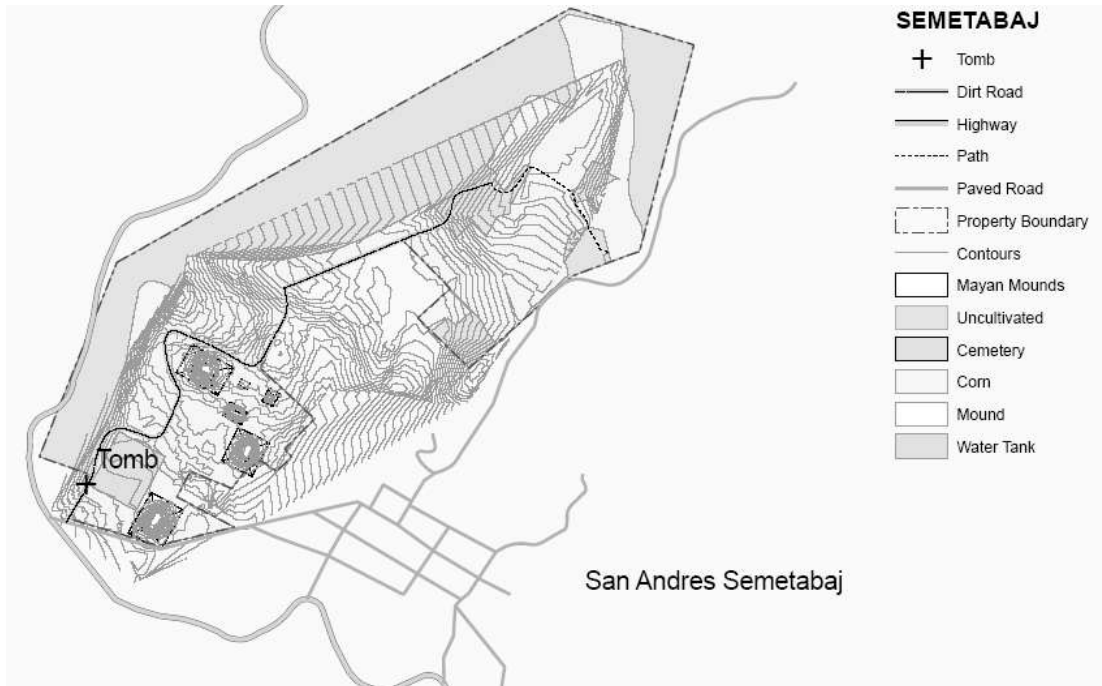 SEMETABAJ
Tomb
Dirt Road
Highway
Path
Paved Road
Property Boundary
Contours
Mayan Mounds
Uncultivated
Cemetery
Corn
Mound
Water Tank
Tomb
San Andres Semetabaj